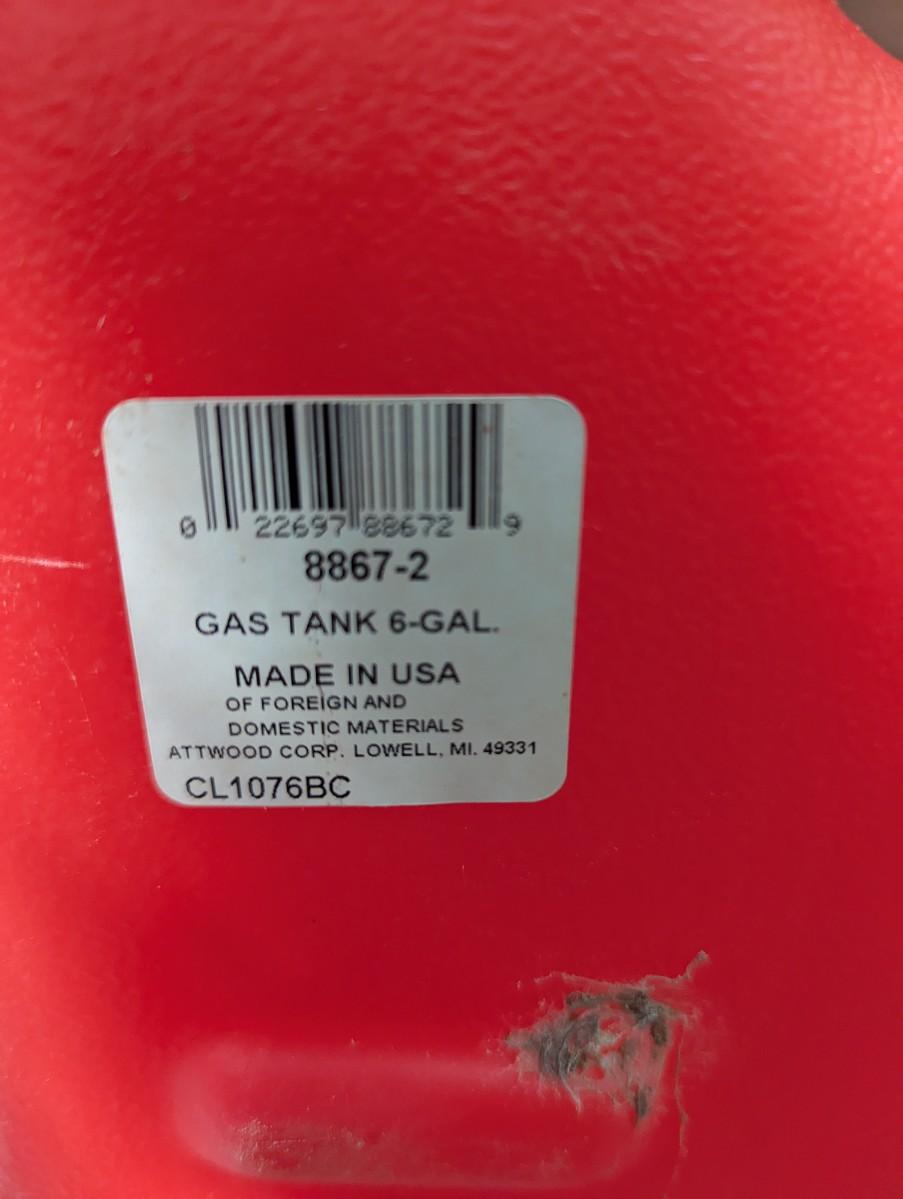 0 22697 88672 9
8867-2
GAS TANK 6-GAL.
MADE IN USA
OF FOREIGN AND
DOMESTIC MATERIALS
ATTWOOD CORP. LOWELL, MI. 49331
CL1076BC